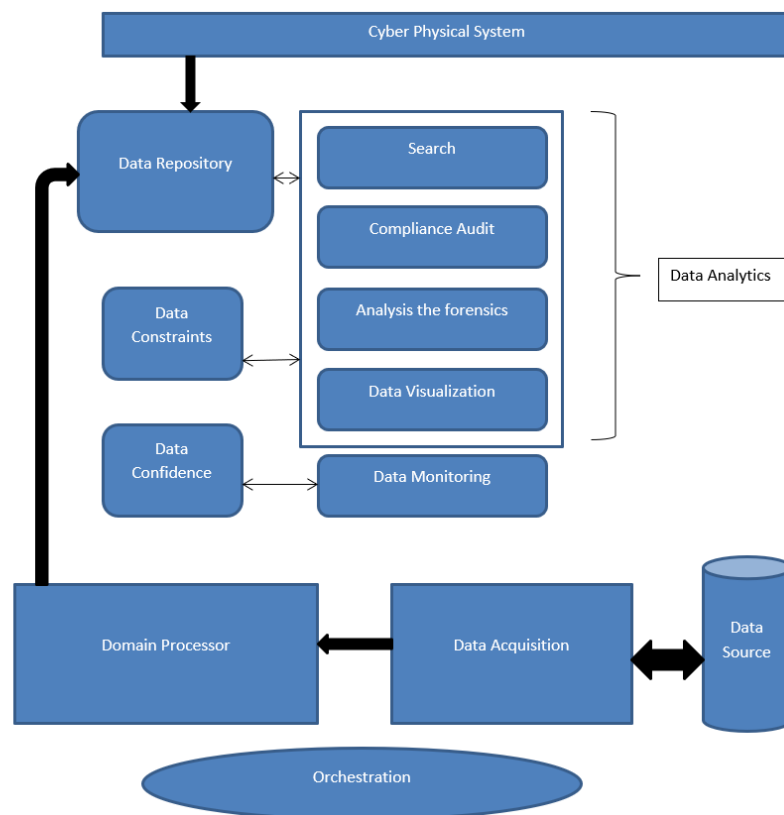 Cyber Physical System
Data Repository
Search
Compliance Audit
Data Analytics
Data
Constraints
Analysis the forensics
Data Visualization
Data
Confidence
Data Monitoring
Domain Processor
Data Acquisition
Data
Source
Orchestration